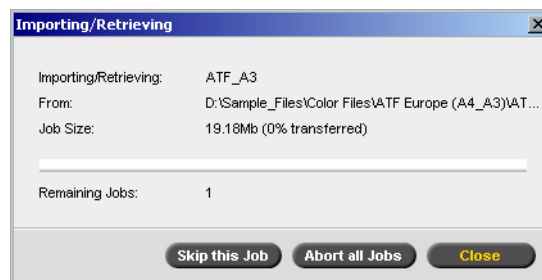 Importing/Retrieving
Importing/Retrieving: ATF_A3
From: D:\Sample_Files\Color Files\ATF Europe (A4_A3)\AT...
Job Size: 19.18Mb (0% transferred)
Remaining Jobs: 1
Skip this Job Abort all Jobs Close